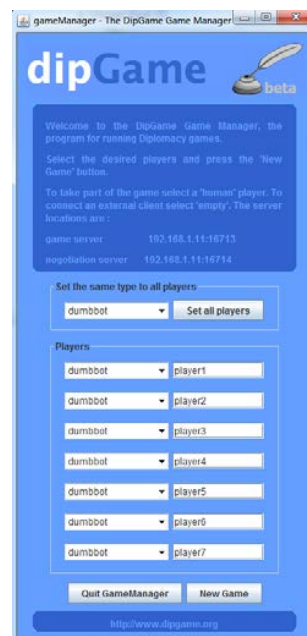 gameManager - The DipGame Game Manager
dipGame
beta
Welcome to the DipGame Game Manager, the
program for running Diplomacy games.
Select the desired players and press the 'New
Game' button.
To take part of the game select a 'human' player. To
connect an external client select 'empty'. The server
locations are :
game server 192.168.1.11:16713
negotiation server 192.168.1.11:16714
Set the same type to all players
dumbbot Set all players
Players
dumbbot player1
dumbbot player2
dumbbot player3
dumbbot player4
dumbbot player5
dumbbot player6
dumbbot player7
Quit GameManager New Game
http://www.dipgame.org